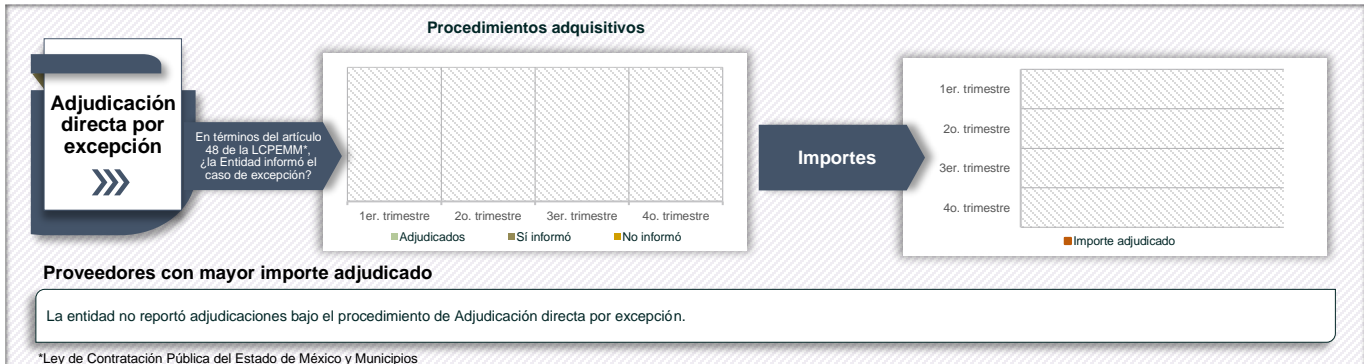 Procedimientos adquisitivos
Adjudicación
directa por
excepción
En términos del artículo
48 de la LCPEMM*,
¿la Entidad informó el
caso de excepción?
1er. trimestre 2o. trimestre 3er. trimestre 4o. trimestre
Adjudicados Sí informó No informó
Importes
1er. trimestre
2o. trimestre
3er. trimestre
4o. trimestre
Importe adjudicado
Proveedores con mayor importe adjudicado
La entidad no reportó adjudicaciones bajo el procedimiento de Adjudicación directa por excepción.
*Ley de Contratación Pública del Estado de México y Municipios